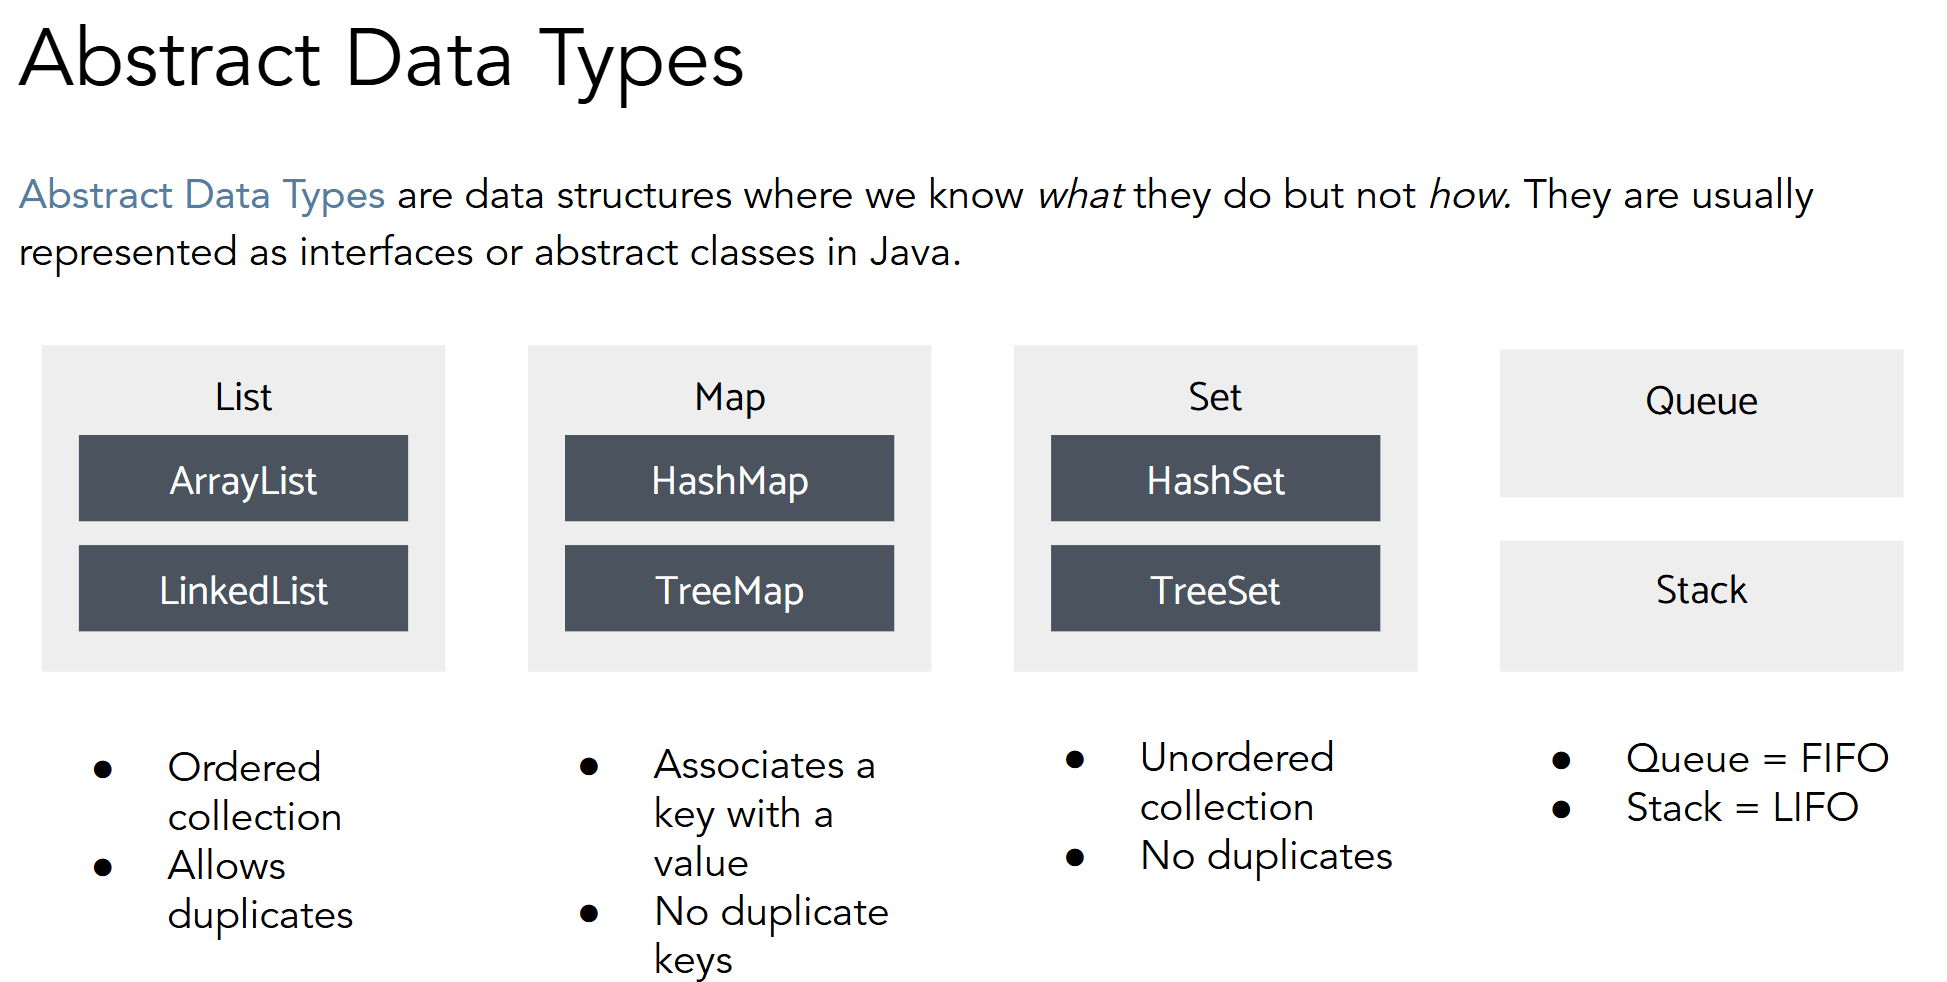 Abstract Data Types
Abstract Data Types are data structures where we know what they do but not how. They are usually
represented as interfaces or abstract classes in Java.
List
ArrayList
LinkedList
● Ordered
collection
● Allows
duplicates
Map
HashMap
TreeMap
● Associates a
key with a
value
● No duplicate
keys
Set
HashSet
TreeSet
● Unordered
collection
● No duplicates
Queue
Stack
● Queue = FIFO
● Stack = LIFO